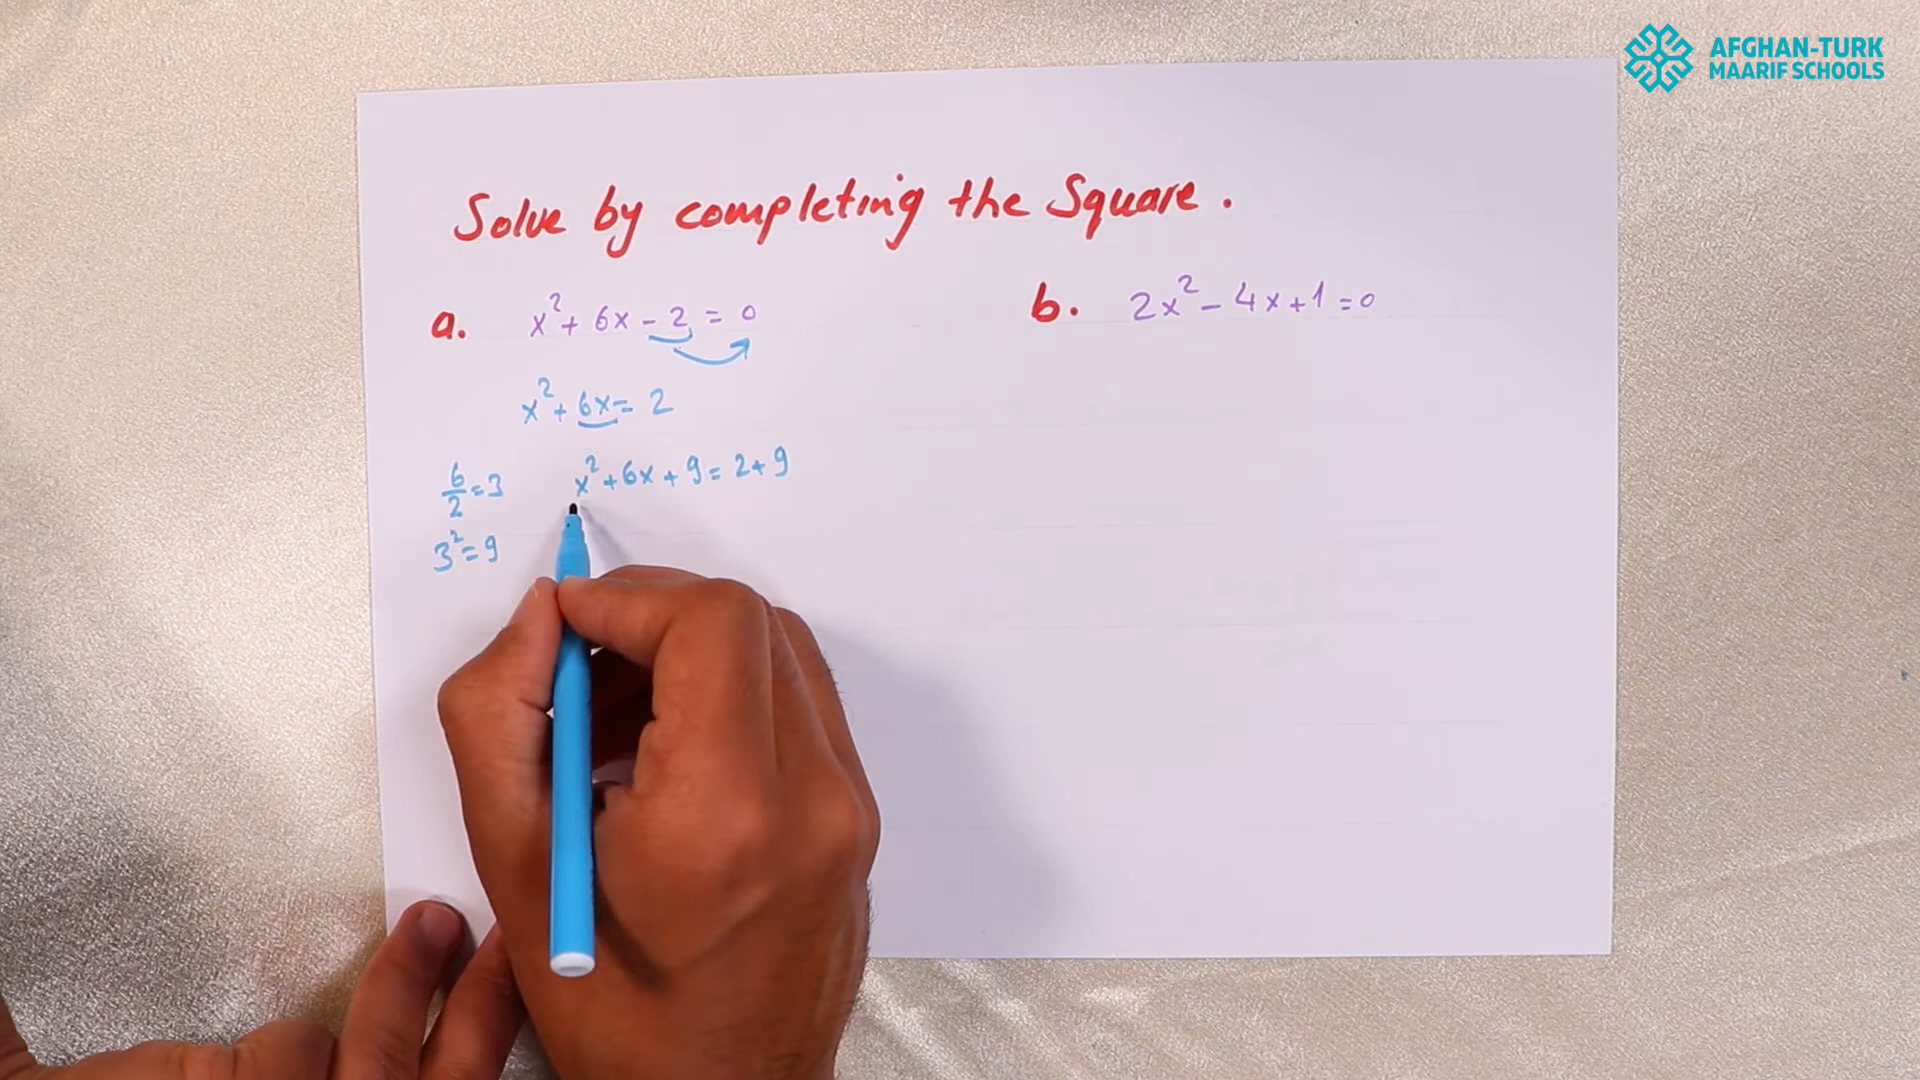 AFGHAN-TURK
MAARIF SCHOOLS
Solve by completing the Square.
a. x² + 6x - 2 = 0
x² + 6x = 2
6/2 = 3
x² + 6x + 9 = 2 + 9
3² = 9
b. 2x² - 4x + 1 = 0